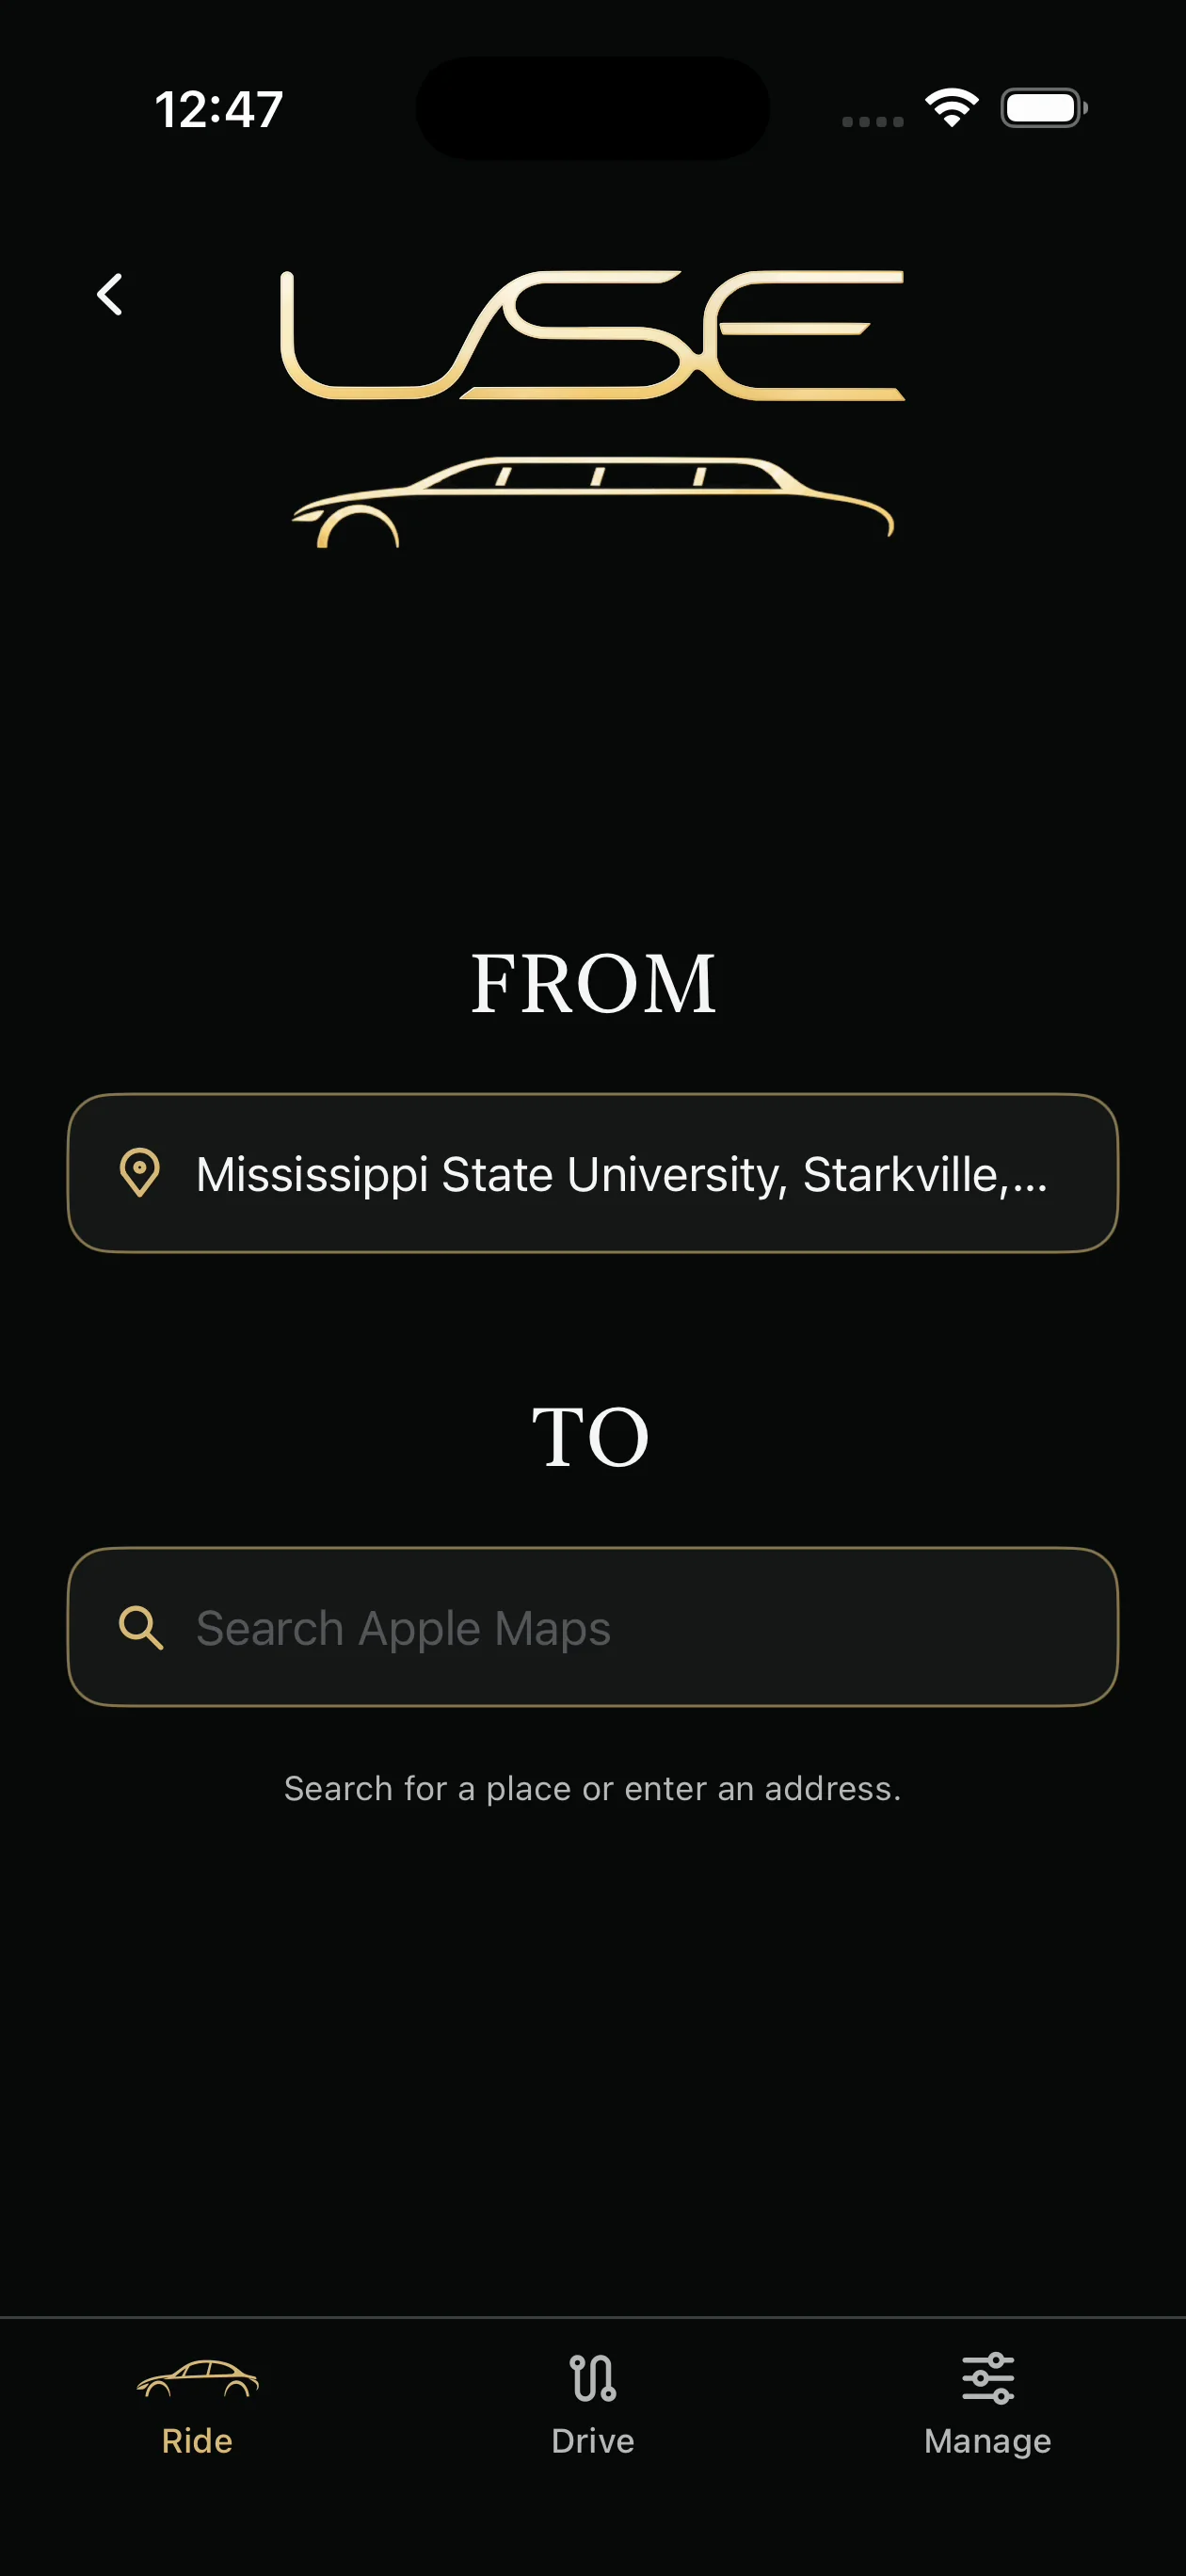 12:47
USE
FROM
Mississippi State University, Starkville,...
TO
Search Apple Maps
Search for a place or enter an address.
Ride
Drive
Manage